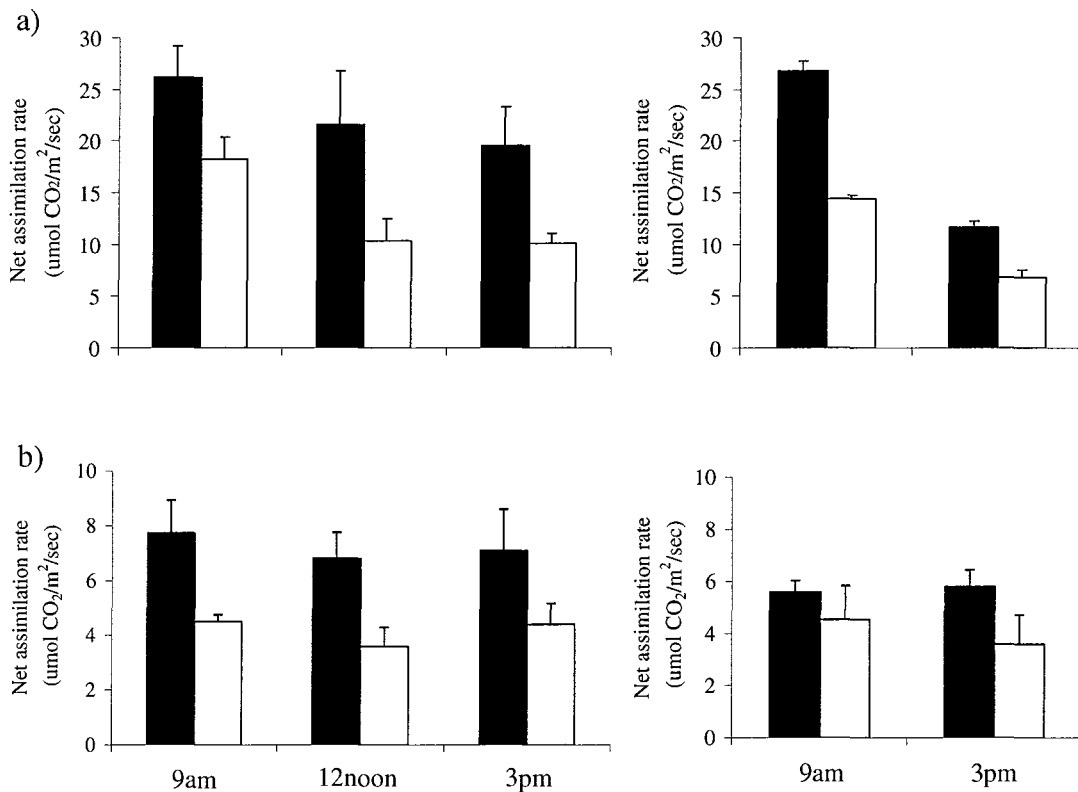 a)
Net assimilation rate
(umol CO2/m²/sec)
30
25
20
15
10
5
0
Net assimilation rate
(umol CO2/m²/sec)
30
25
20
15
10
5
0
b)
Net assimilation rate
(umol CO₂/m²/sec)
10
8
6
4
2
0
9am 12noon 3pm
Net assimilation rate
(umol CO₂/m²/sec)
10
8
6
4
2
0
9am 3pm